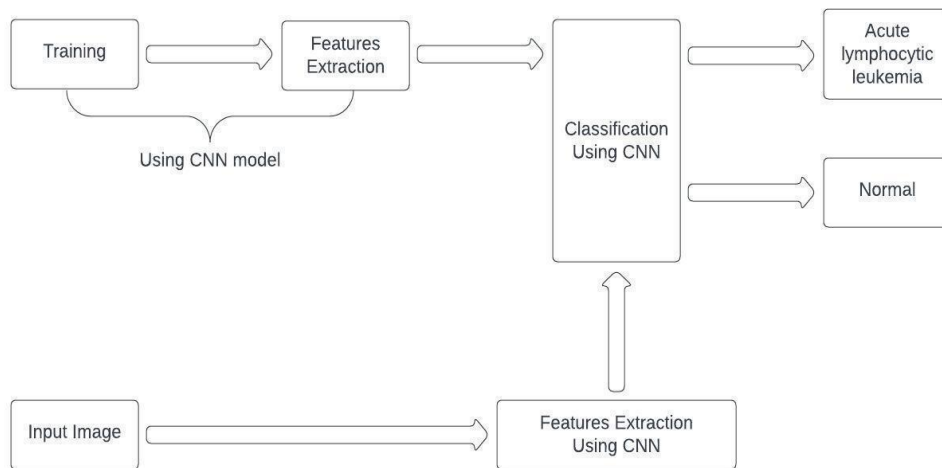 Training
Features
Extraction
Using CNN model
Classification
Using CNN
Acute
lymphocytic
leukemia
Normal
Input Image
Features Extraction
Using CNN